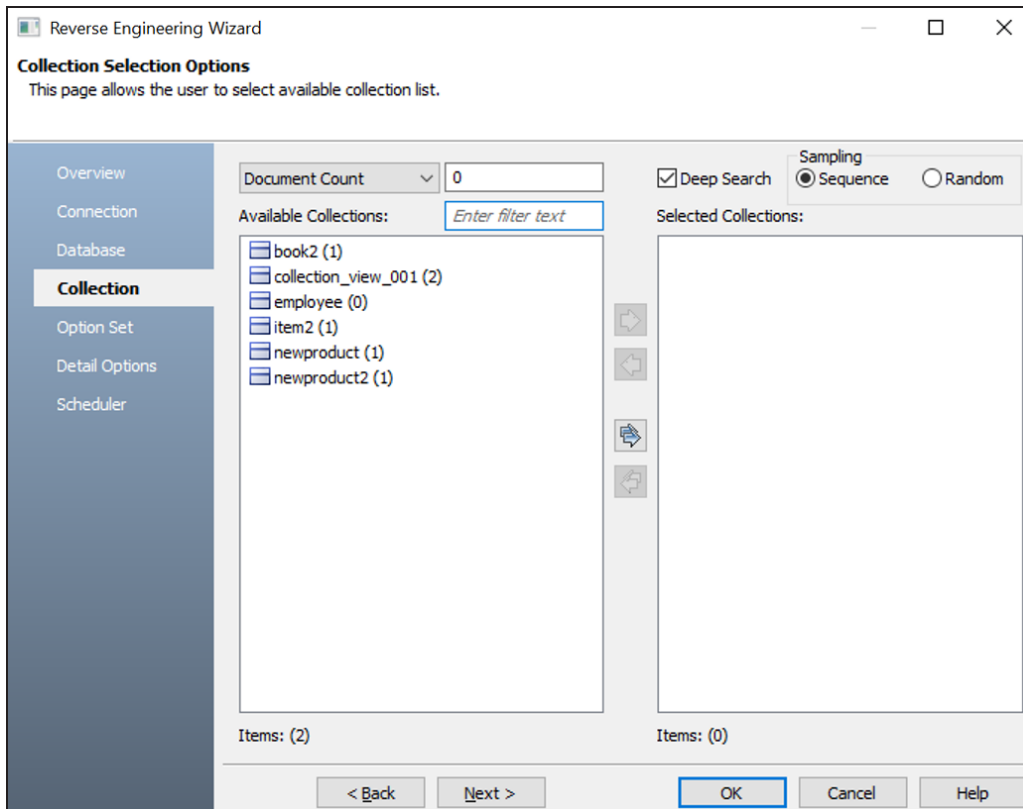 Reverse Engineering Wizard
Collection Selection Options
This page allows the user to select available collection list.
Overview
Connection
Database
Collection
Option Set
Detail Options
Scheduler
Document Count 0
Available Collections: Enter filter text
book2 (1)
collection_view_001 (2)
employee (0)
item2 (1)
newproduct (1)
newproduct2 (1)
Items: (2)
Deep Search
Sampling
Sequence Random
Selected Collections:
Items: (0)
< Back Next > OK Cancel Help